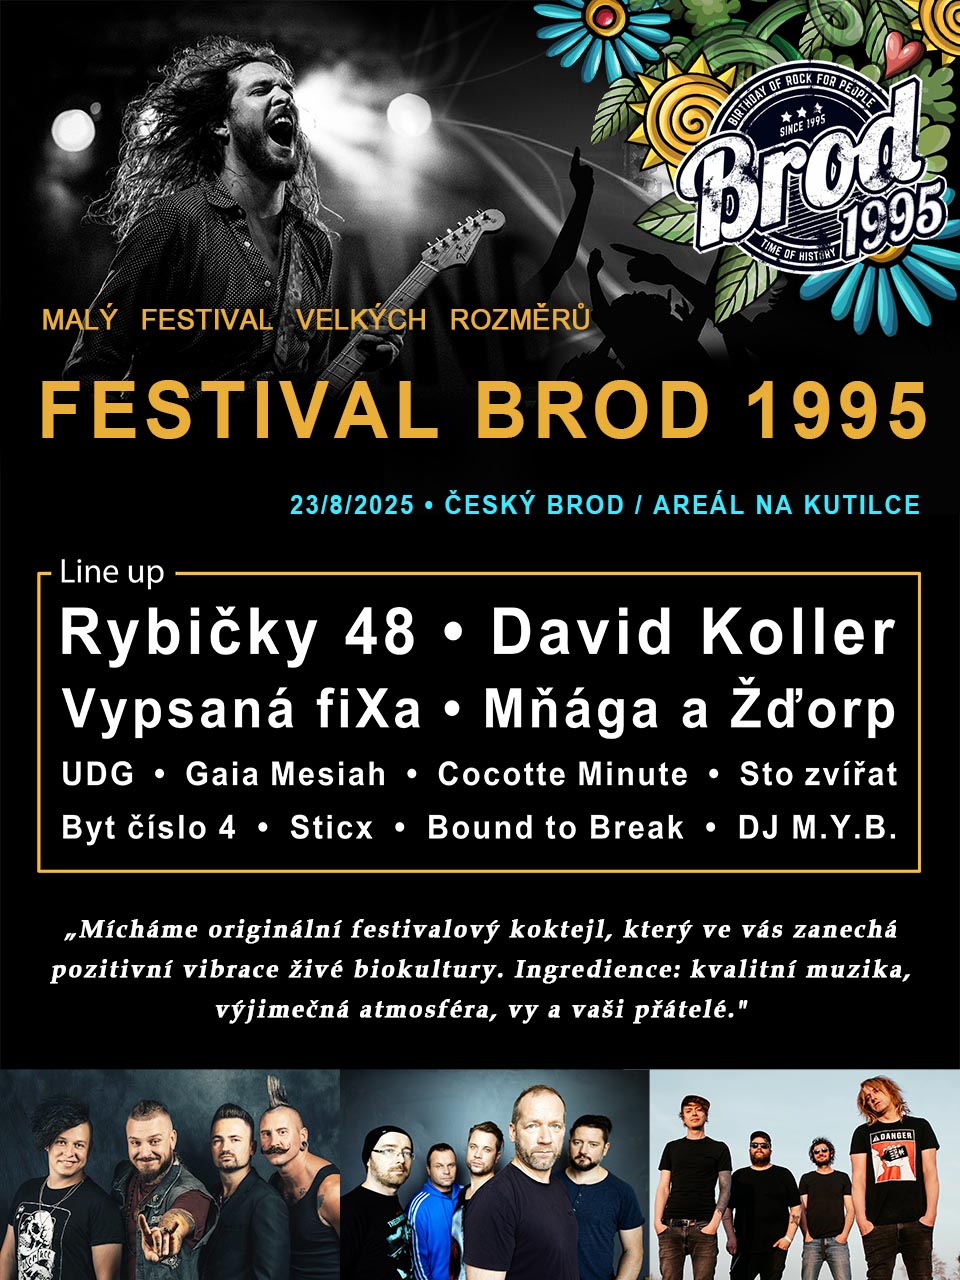 BIRTHDAY OF ROCK FOR PEOPLE
SINCE 1995
Brod
1995
TIME OF HISTORY
MALÝ FESTIVAL VELKÝCH ROZMĚRŮ
FESTIVAL BROD 1995
23/8/2025 • ČESKÝ BROD / AREÁL NA KUTILCE
Line up
Rybičky 48 • David Koller
Vypsaná fiXa • Mňága a Žďorp
UDG • Gaia Mesiah • Cocotte Minute • Sto zvířat
Byt číslo 4 • Sticx • Bound to Break • DJ M.Y.B.
„Mícháme originální festivalový koktejl, který ve vás zanechá
pozitivní vibrace živé biokultury. Ingredience: kvalitní muzika,
výjimečná atmosféra, vy a vaši přátelé."
DANGER